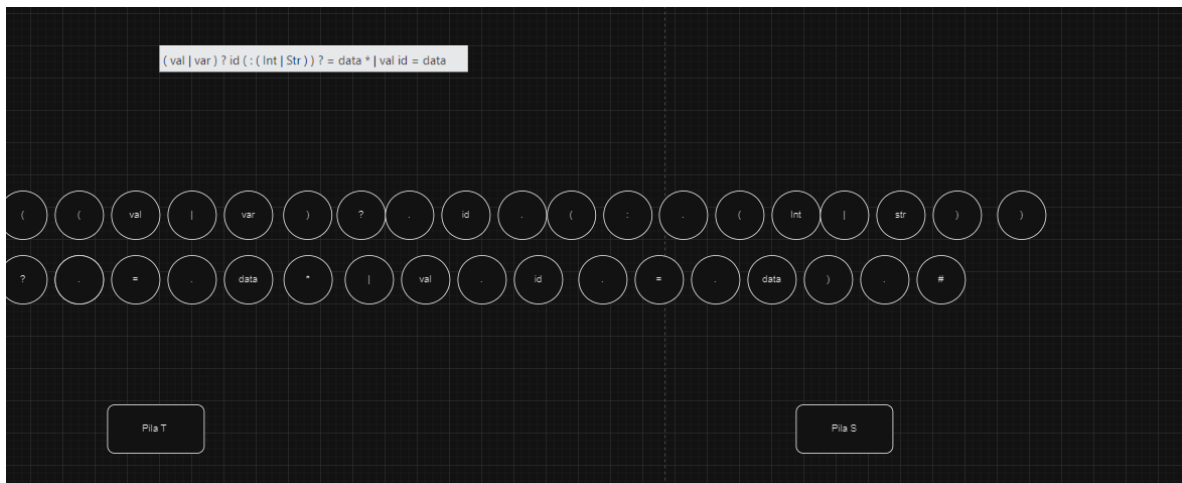 ( val | var ) ? id ( : ( Int | Str ) ) ? = data * | val id = data
( ( val | var ) ? . id . ( : . ( Int | str ) )
? . = . data * | val . id . = . data ) . #
Pila T Pila S